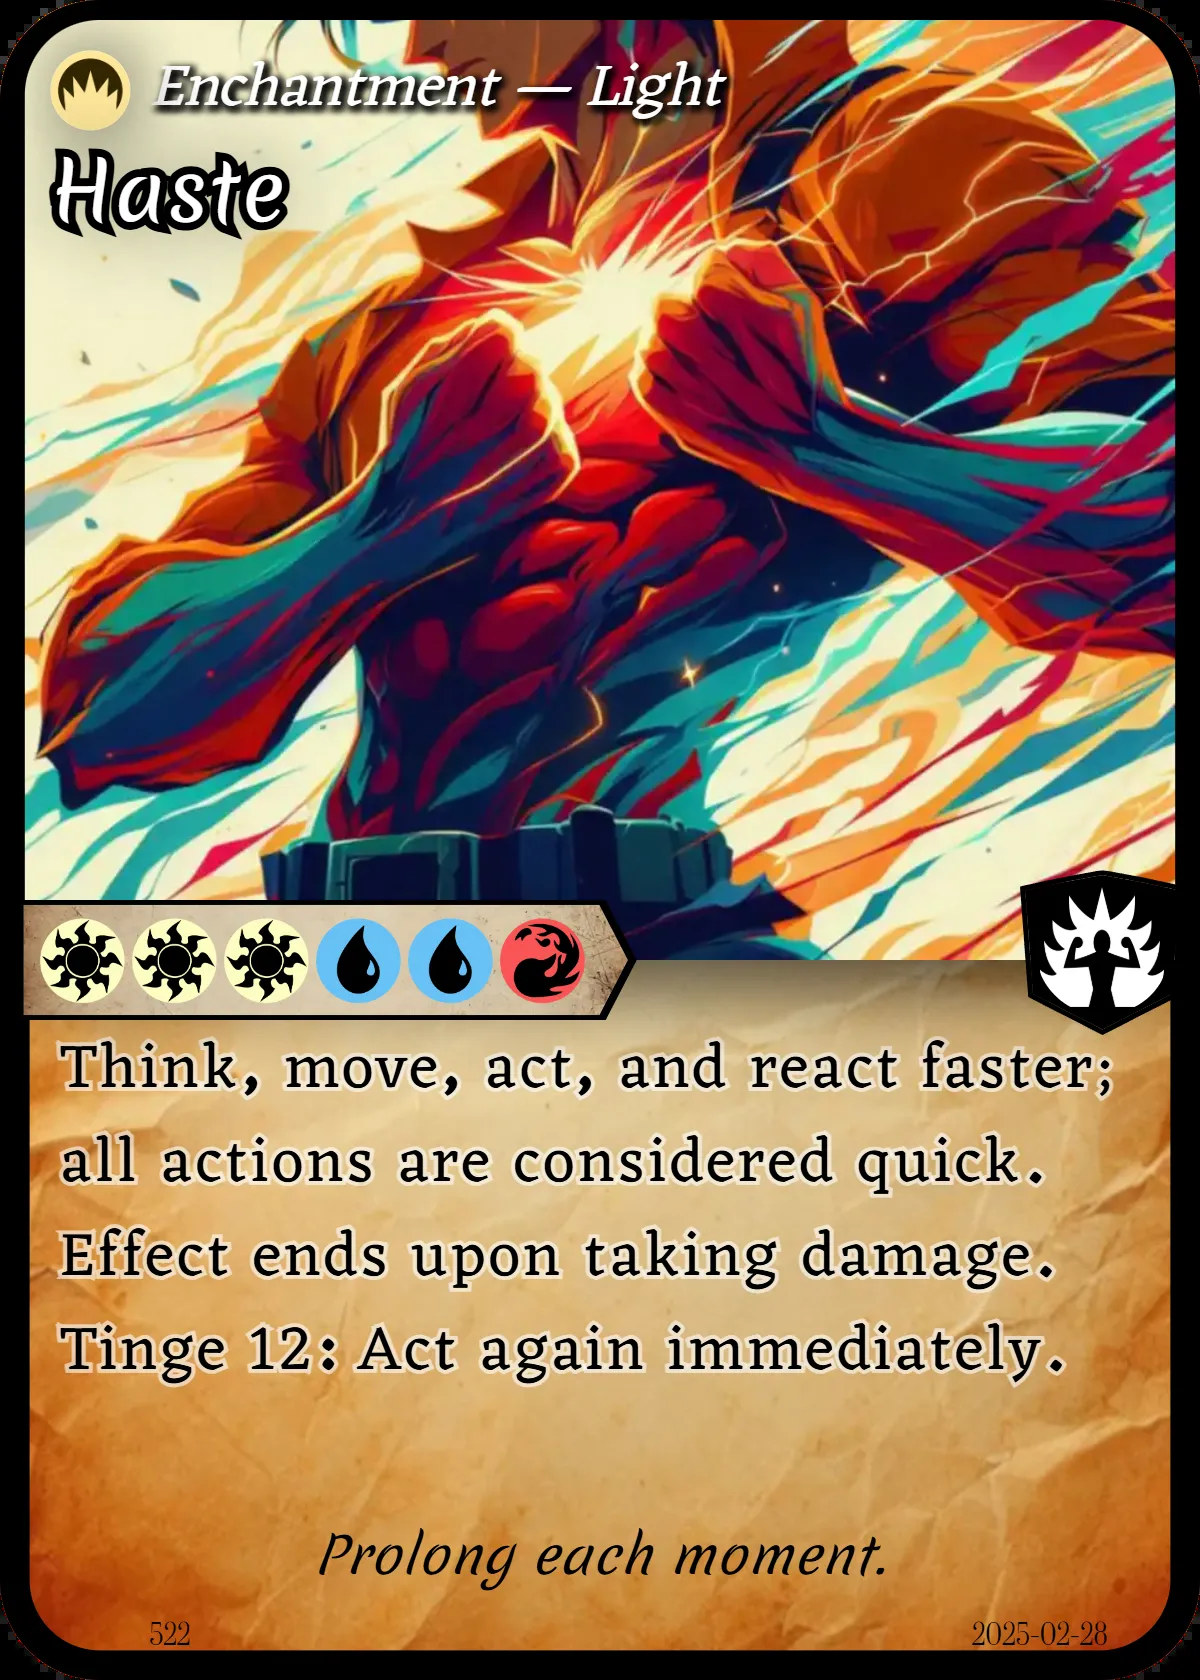 Enchantment — Light
Haste
Think, move, act, and react faster;
all actions are considered quick.
Effect ends upon taking damage.
Tinge 12: Act again immediately.
Prolong each moment.
522
2025-02-28